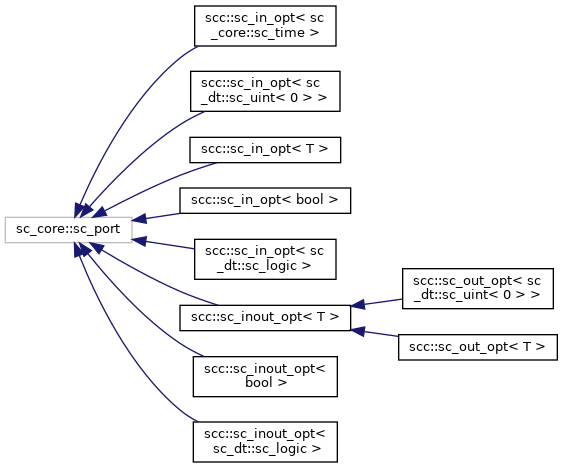 scc::sc_in_opt< sc
_core::sc_time >
scc::sc_in_opt< sc
_dt::sc_uint< 0 > >
scc::sc_in_opt< T >
scc::sc_in_opt< bool >
sc_core::sc_port
scc::sc_in_opt< sc
_dt::sc_logic >
scc::sc_out_opt< sc
_dt::sc_uint< 0 > >
scc::sc_inout_opt< T >
scc::sc_out_opt< T >
scc::sc_inout_opt<
bool >
scc::sc_inout_opt<
sc_dt::sc_logic >